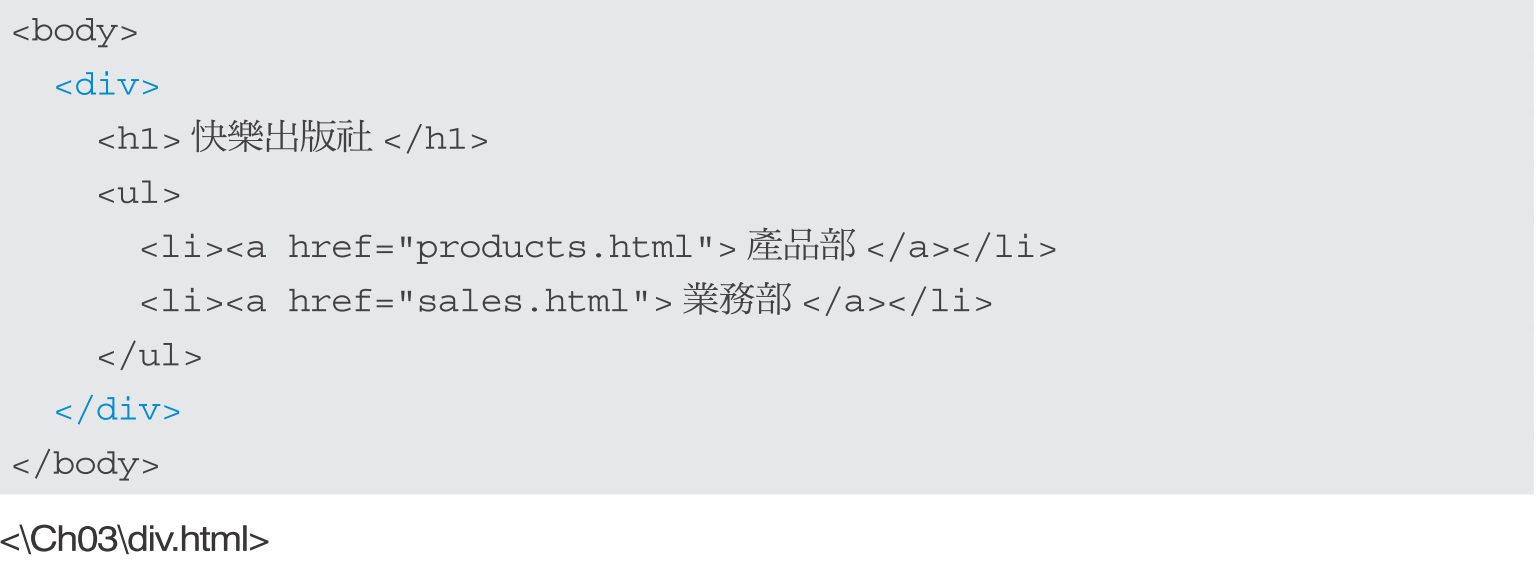 <body>
<div>
<h1>快樂出版社</h1>
<ul>
<li><a href="products.html">產品部</a></li>
<li><a href="sales.html">業務部</a></li>
</ul>
</div>
</body>
<\Ch03\div.html>